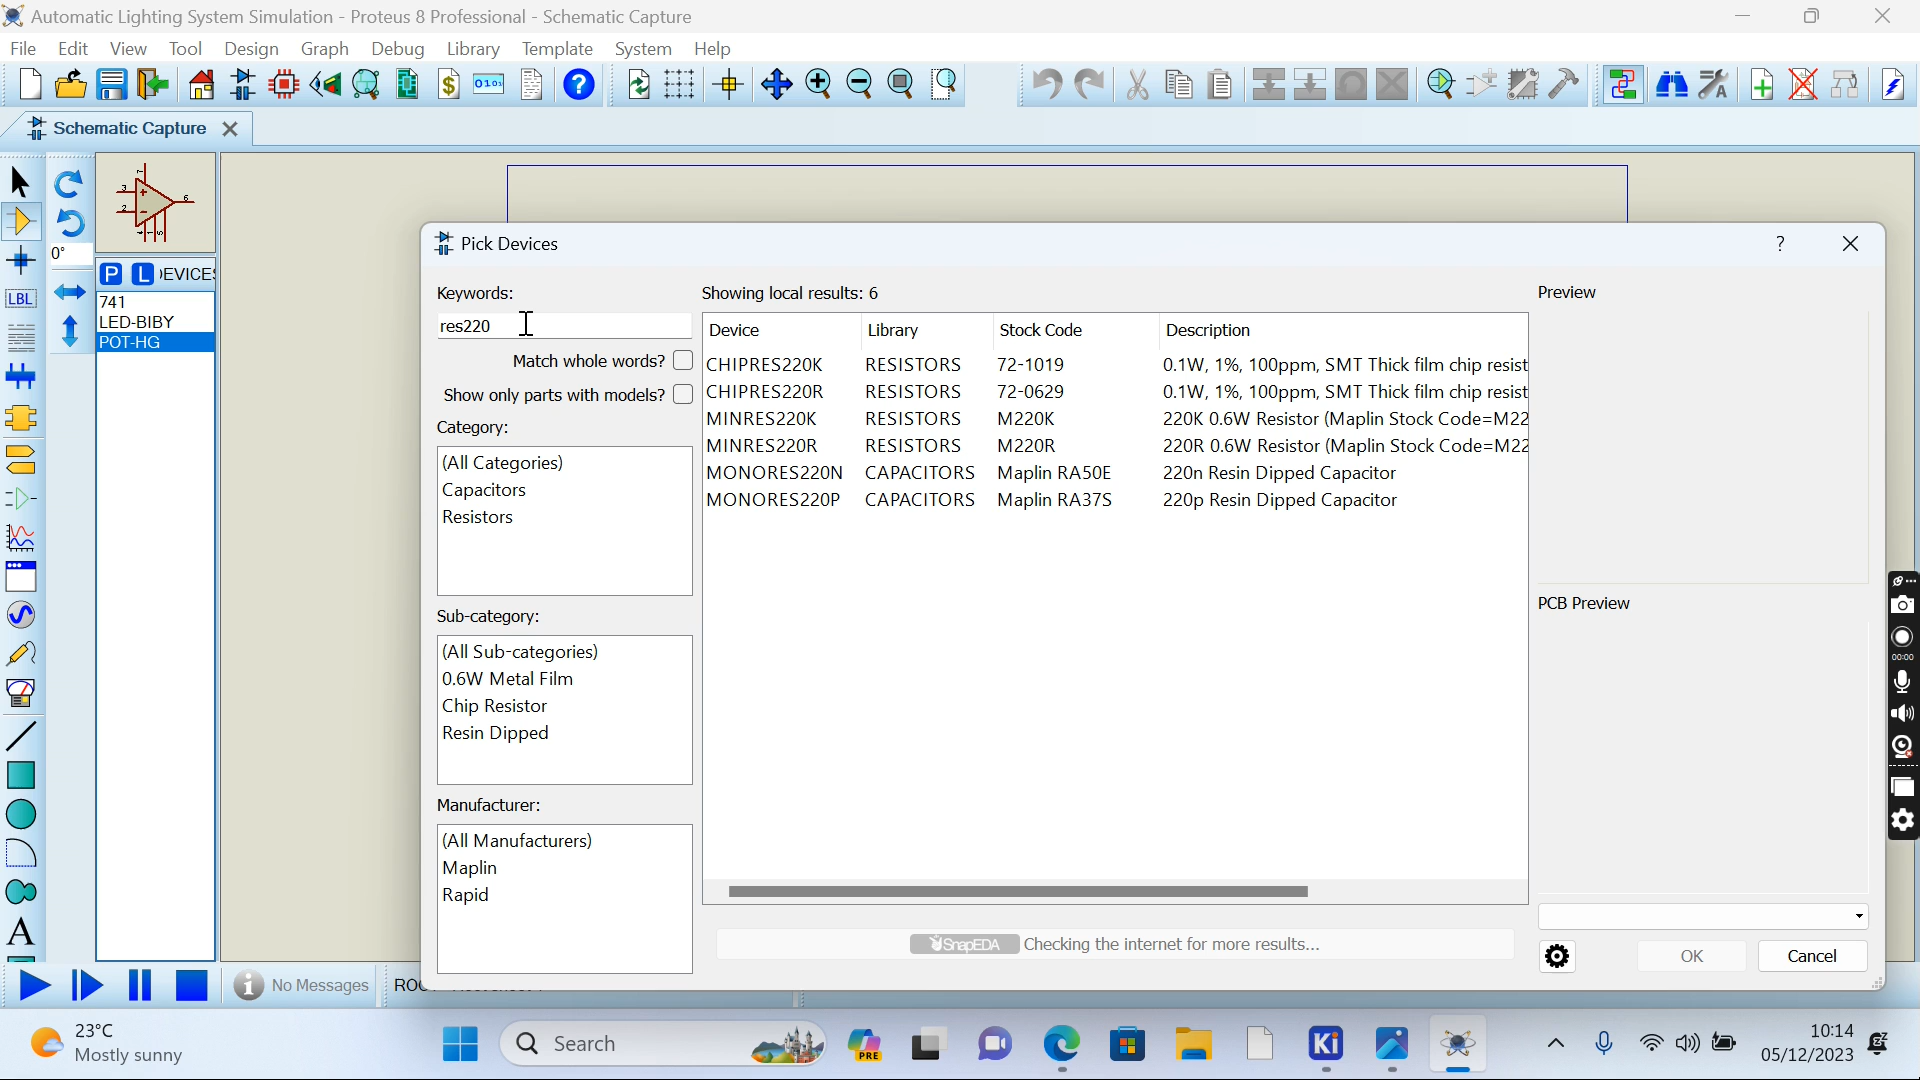 Automatic Lighting System Simulation - Proteus 8 Professional - Schematic Capture
File Edit View Tool Design Graph Debug Library Template System Help
Schematic Capture
0°
P L DEVICES
741
LED-BIBY
POT-HG
LBL
Pick Devices
?
Keywords:
res220
Match whole words?
Show only parts with models?
Category:
(All Categories)
Capacitors
Resistors
Sub-category:
(All Sub-categories)
0.6W Metal Film
Chip Resistor
Resin Dipped
Manufacturer:
(All Manufacturers)
Maplin
Rapid
Showing local results: 6
Device Library Stock Code Description
CHIPRES220K RESISTORS 72-1019 0.1W, 1%, 100ppm, SMT Thick film chip resist
CHIPRES220R RESISTORS 72-0629 0.1W, 1%, 100ppm, SMT Thick film chip resist
MINRES220K RESISTORS M220K 220K 0.6W Resistor (Maplin Stock Code=M22
MINRES220R RESISTORS M220R 220R 0.6W Resistor (Maplin Stock Code=M22
MONORES220N CAPACITORS Maplin RA50E 220n Resin Dipped Capacitor
MONORES220P CAPACITORS Maplin RA37S 220p Resin Dipped Capacitor
SnapEDA Checking the internet for more results...
Preview
PCB Preview
OK Cancel
00:00
No Messages
23°C
Mostly sunny
Search
PRE
Ki
10:14
05/12/2023